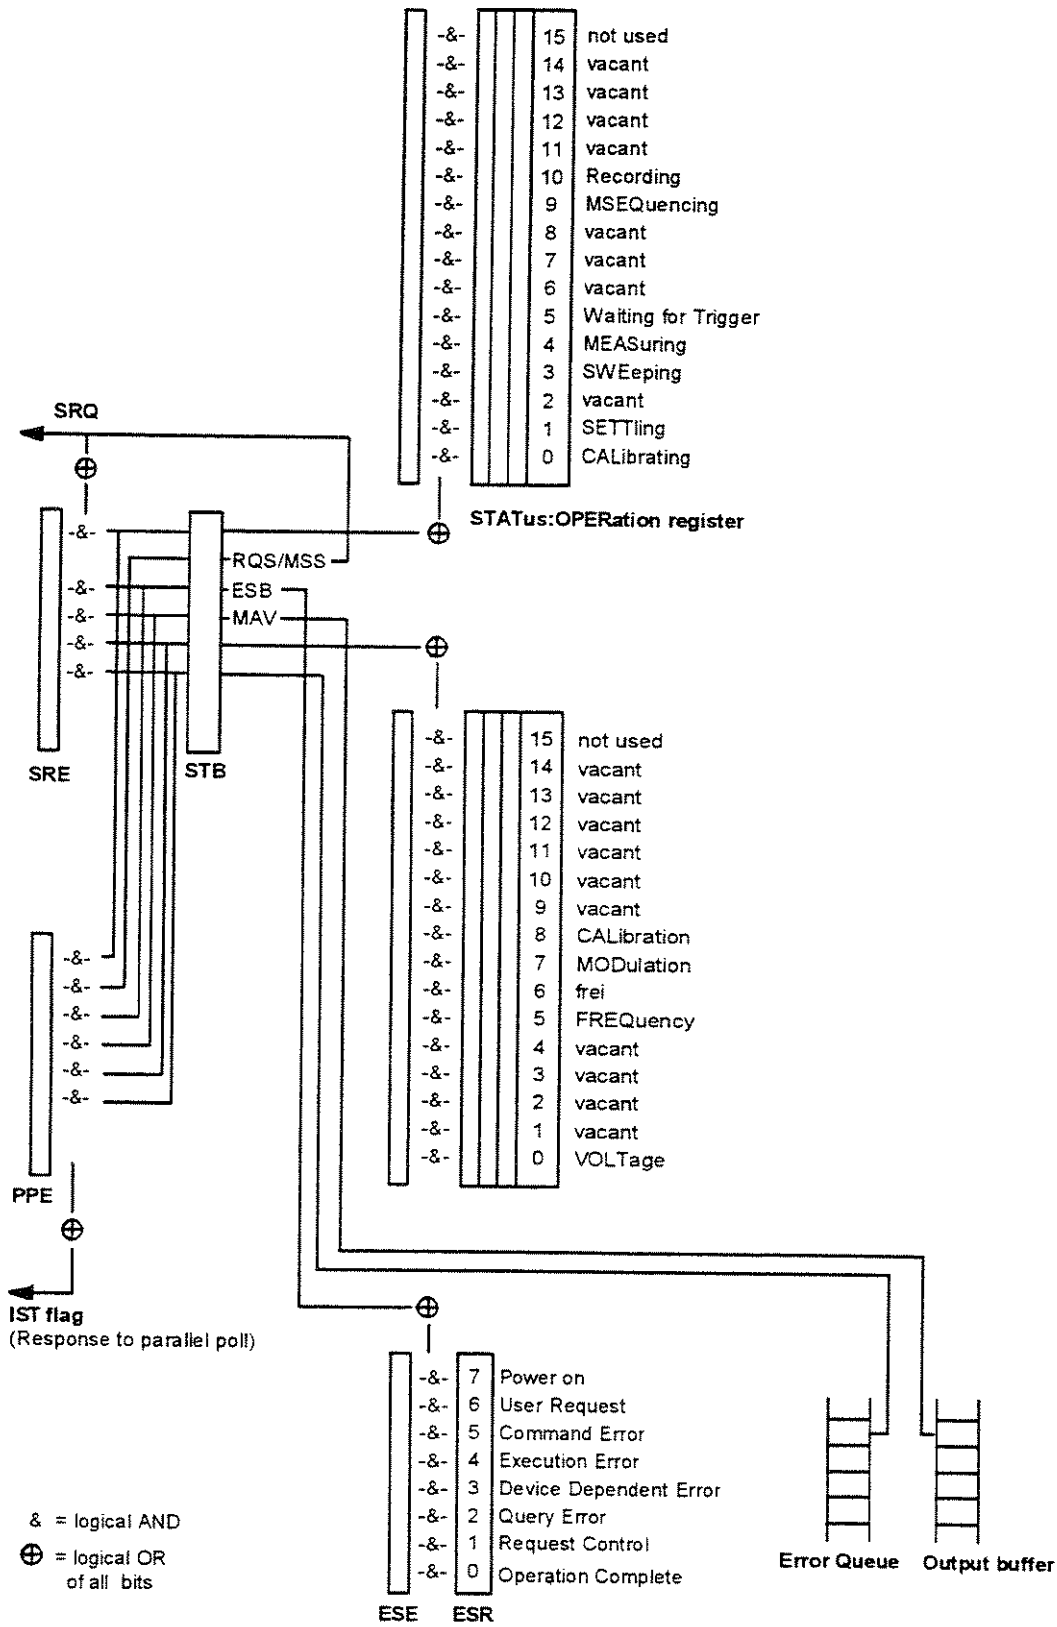 -&- 15 not used
-&- 14 vacant
-&- 13 vacant
-&- 12 vacant
-&- 11 vacant
-&- 10 Recording
-&- 9 MSEQuencing
-&- 8 vacant
-&- 7 vacant
-&- 6 vacant
-&- 5 Waiting for Trigger
-&- 4 MEASuring
-&- 3 SWEeping
-&- 2 vacant
-&- 1 SETTling
-&- 0 CALibrating
STATus:OPERation register
SRQ
-&-
RQS/MSS
-&- ESB
-&- MAV
-&-
-&-
SRE
STB
-&- 15 not used
-&- 14 vacant
-&- 13 vacant
-&- 12 vacant
-&- 11 vacant
-&- 10 vacant
-&- 9 vacant
-&- 8 CALibration
-&- 7 MODulation
-&- 6 frei
-&- 5 FREQuency
-&- 4 vacant
-&- 3 vacant
-&- 2 vacant
-&- 1 vacant
-&- 0 VOLTage
-&-
-&-
-&-
-&-
-&-
-&-
PPE
IST flag
(Response to parallel poll)
-&- 7 Power on
-&- 6 User Request
-&- 5 Command Error
-&- 4 Execution Error
-&- 3 Device Dependent Error
-&- 2 Query Error
-&- 1 Request Control
-&- 0 Operation Complete
ESE ESR
Error Queue
Output buffer
& = logical AND
⊕ = logical OR
of all bits